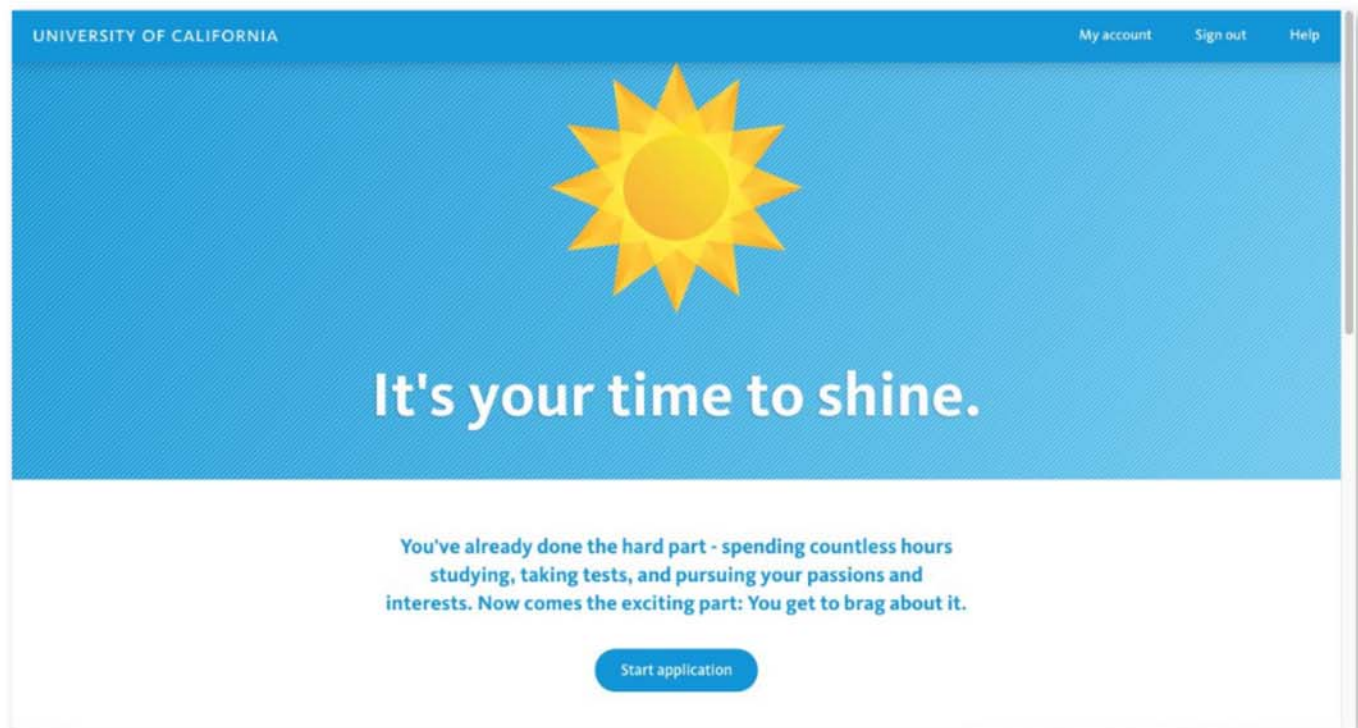 UNIVERSITY OF CALIFORNIA My account Sign out Help
It's your time to shine.
You've already done the hard part - spending countless hours
studying, taking tests, and pursuing your passions and
interests. Now comes the exciting part: You get to brag about it.
Start application